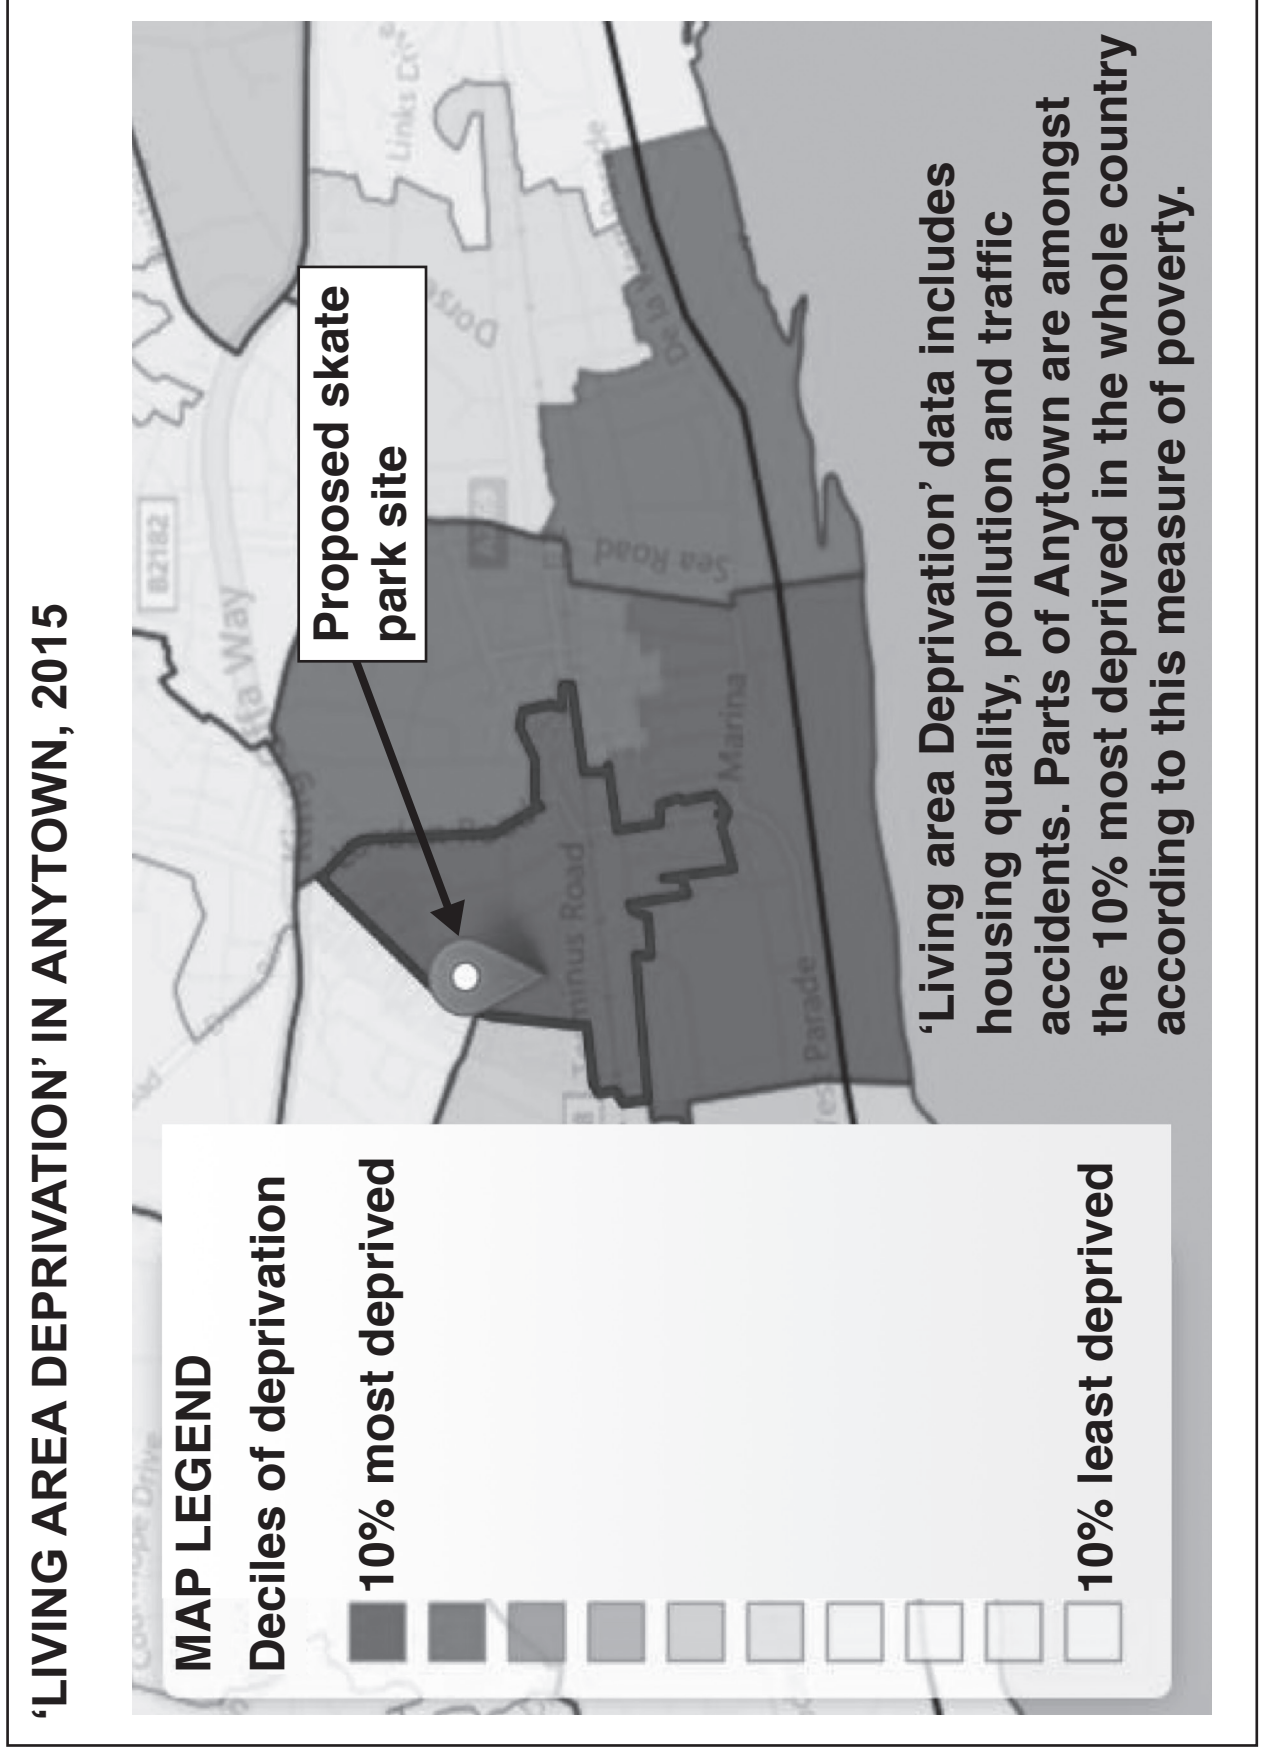 ‘LIVING AREA DEPRIVATION’ IN ANYTOWN, 2015
MAP LEGEND
Deciles of deprivation
10% most deprived
10% least deprived
Proposed skate
park site
B2182
Links
Sea Road
Marina
Parade
Road
Way
‘Living area Deprivation’ data includes
housing quality, pollution and traffic
accidents. Parts of Anytown are amongst
the 10% most deprived in the whole country
according to this measure of poverty.